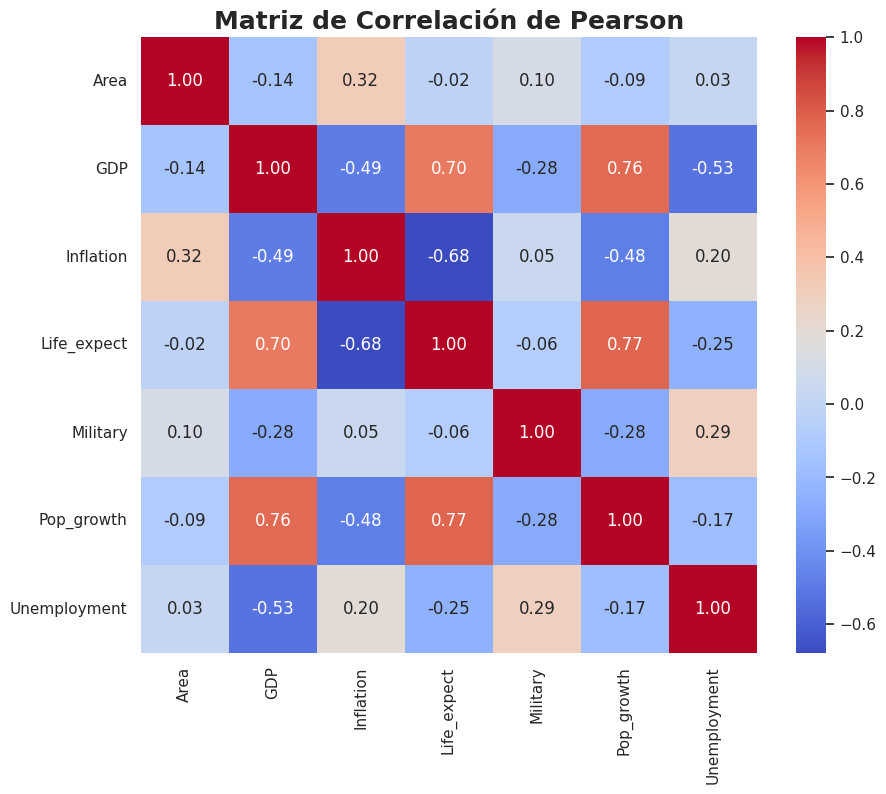 Matriz de Correlación de Pearson
Area 1.00 -0.14 0.32 -0.02 0.10 -0.09 0.03
GDP -0.14 1.00 -0.49 0.70 -0.28 0.76 -0.53
Inflation 0.32 -0.49 1.00 -0.68 0.05 -0.48 0.20
Life_expect -0.02 0.70 -0.68 1.00 -0.06 0.77 -0.25
Military 0.10 -0.28 0.05 -0.06 1.00 -0.28 0.29
Pop_growth -0.09 0.76 -0.48 0.77 -0.28 1.00 -0.17
Unemployment 0.03 -0.53 0.20 -0.25 0.29 -0.17 1.00
Area GDP Inflation Life_expect Military Pop_growth Unemployment
1.0
0.8
0.6
0.4
0.2
0.0
−0.2
−0.4
−0.6